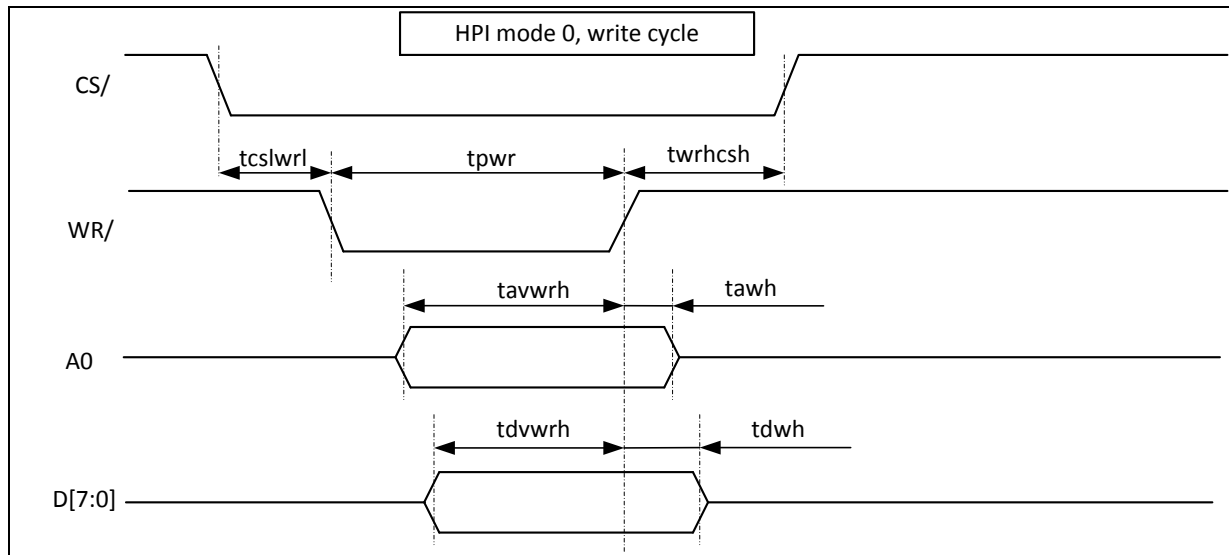 HPI mode 0, write cycle
CS/
tcslwrl tpwr twrhcsh
WR/
tavwrh tawh
A0
tdvwrh tdwh
D[7:0]